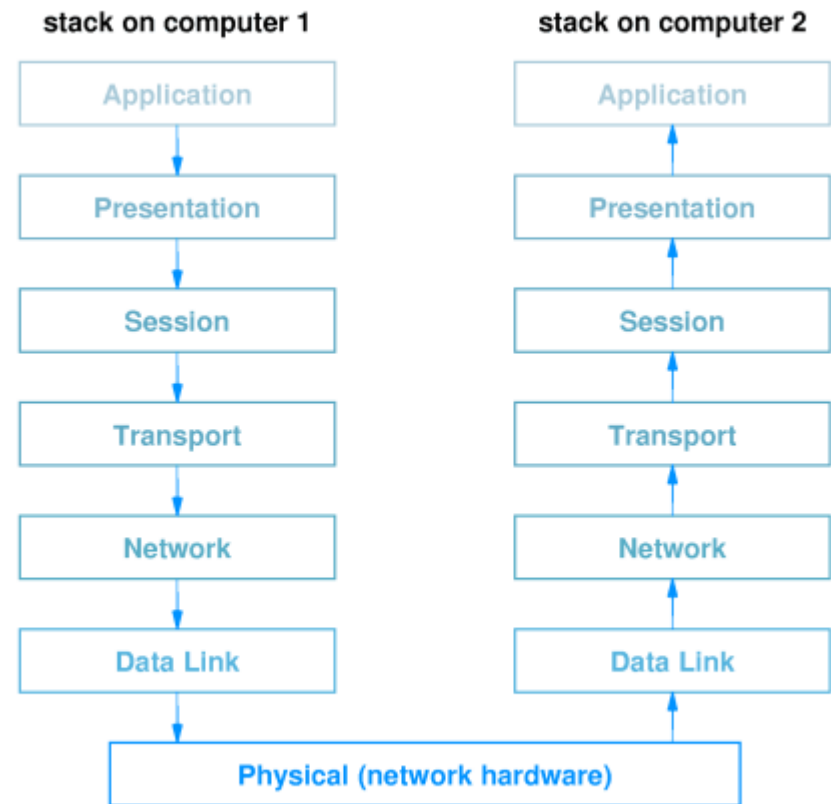 stack on computer 1
stack on computer 2
Application
Application
Presentation
Presentation
Session
Session
Transport
Transport
Network
Network
Data Link
Data Link
Physical (network hardware)